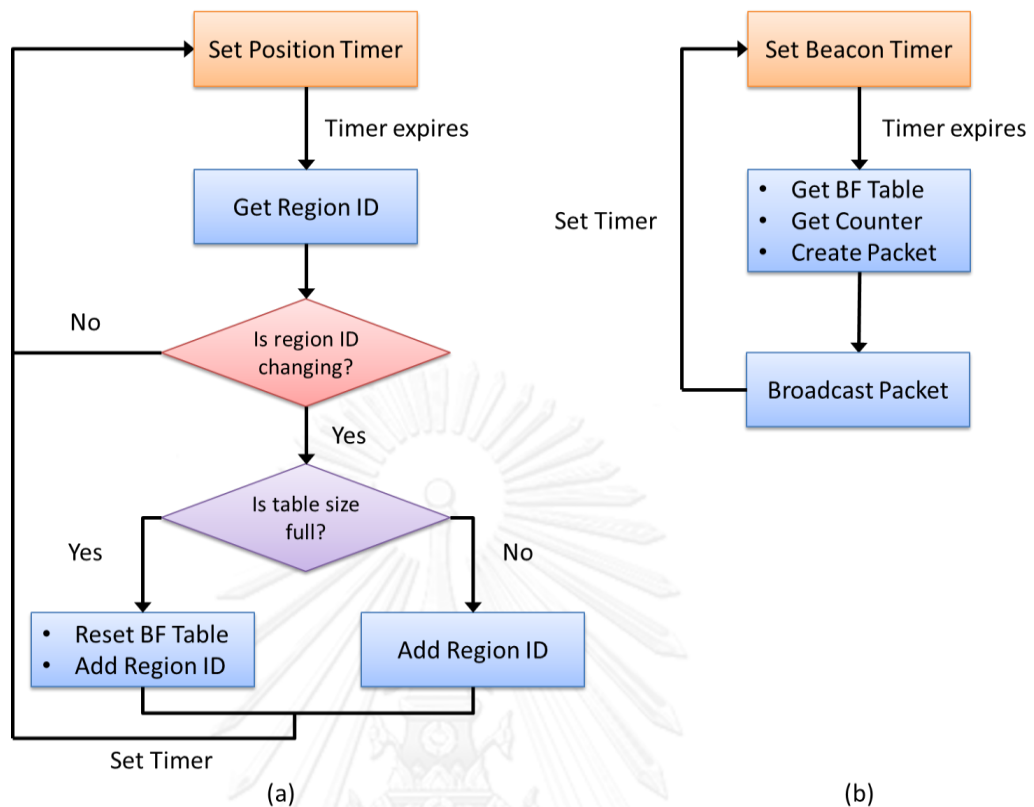 Set Position Timer
Timer expires
Get Region ID
Is region ID
changing?
No
Yes
Is table size
full?
Yes
No
• Reset BF Table
• Add Region ID
Add Region ID
Set Timer
(a)
Set Beacon Timer
Timer expires
• Get BF Table
• Get Counter
• Create Packet
Set Timer
Broadcast Packet
(b)